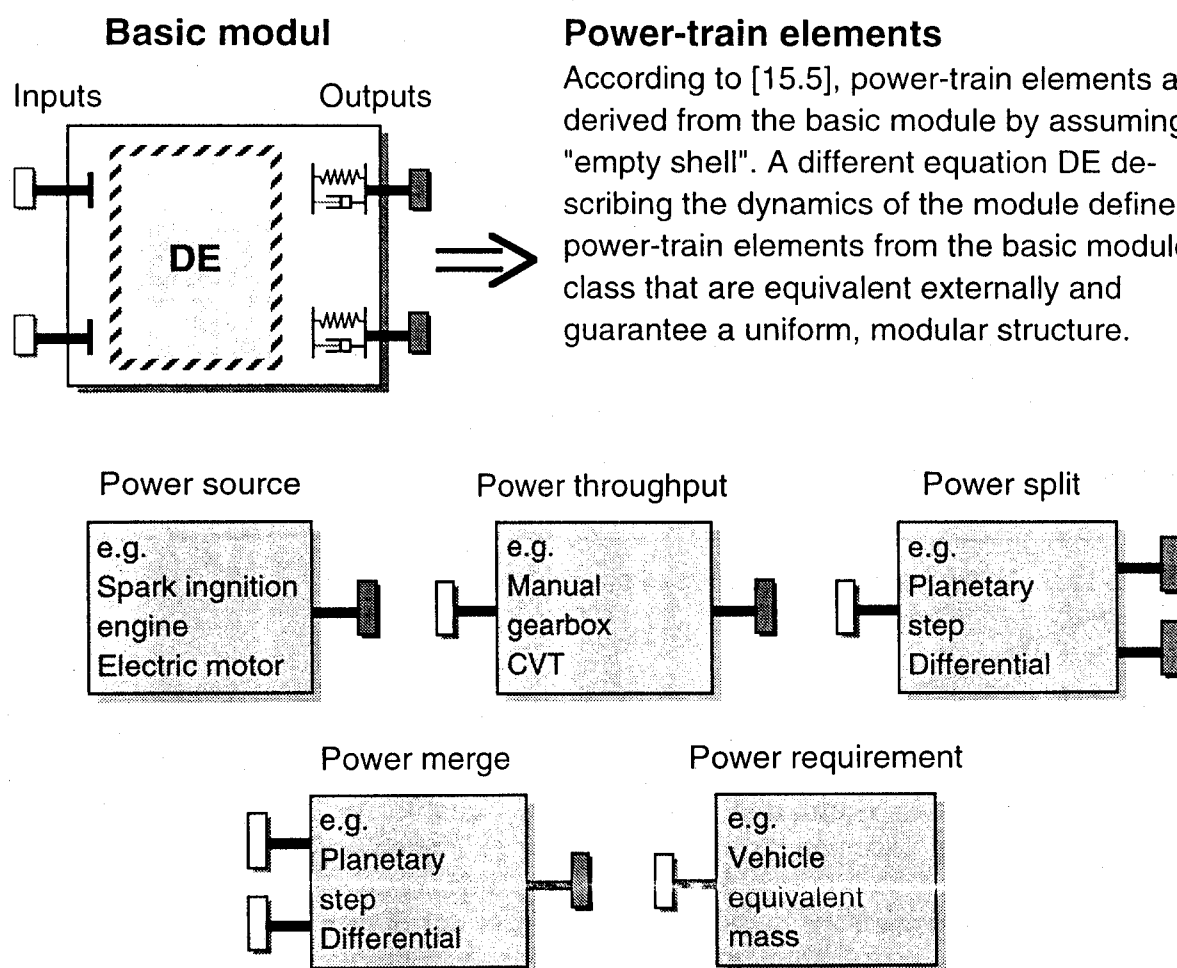 Basic modul
Inputs
Outputs
DE
Power-train elements
According to [15.5], power-train elements a
derived from the basic module by assuming
"empty shell". A different equation DE de-
scribing the dynamics of the module define
power-train elements from the basic module
class that are equivalent externally and
guarantee a uniform, modular structure.
Power source
e.g.
Spark ingnition
engine
Electric motor
Power throughput
e.g.
Manual
gearbox
CVT
Power split
e.g.
Planetary
step
Differential
Power merge
e.g.
Planetary
step
Differential
Power requirement
e.g.
Vehicle
equivalent
mass